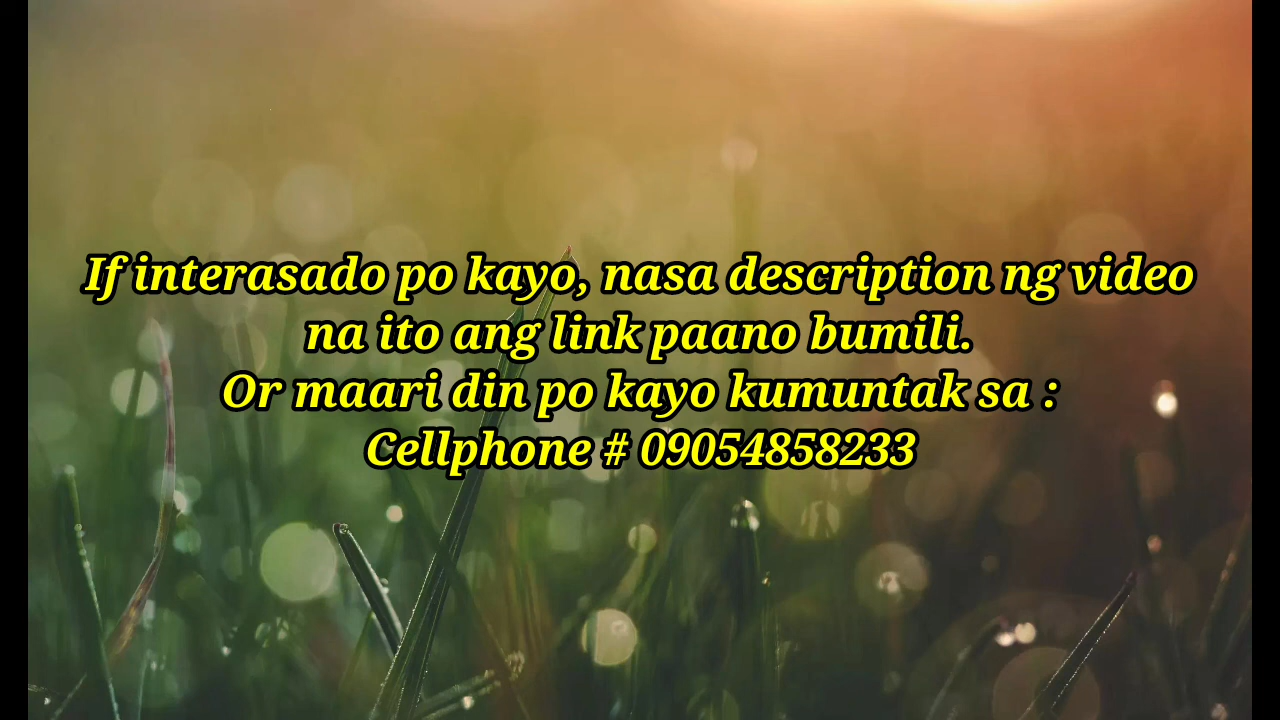 If interasado po kayo, nasa description ng video
na ito ang link paano bumili.
Or maari din po kayo kumuntak sa :
Cellphone # 09054858233